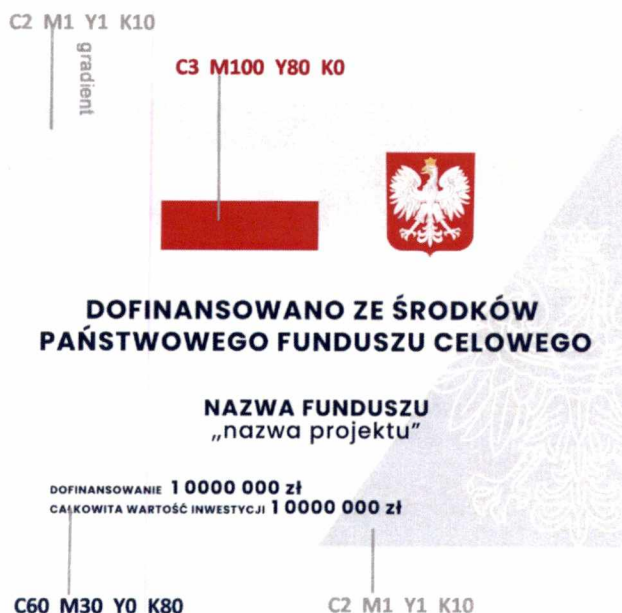 C2 M1 Y1 K10
gradient
C3 M100 Y80 K0
DOFINANSOWANO ZE ŚRODKÓW
PAŃSTWOWEGO FUNDUSZU CELOWEGO
NAZWA FUNDUSZU
„nazwa projektu”
DOFINANSOWANIE 1 0000 000 zł
CAŁKOWITA WARTOŚĆ INWESTYCJI 1 0000 000 zł
C60 M30 Y0 K80
C2 M1 Y1 K10